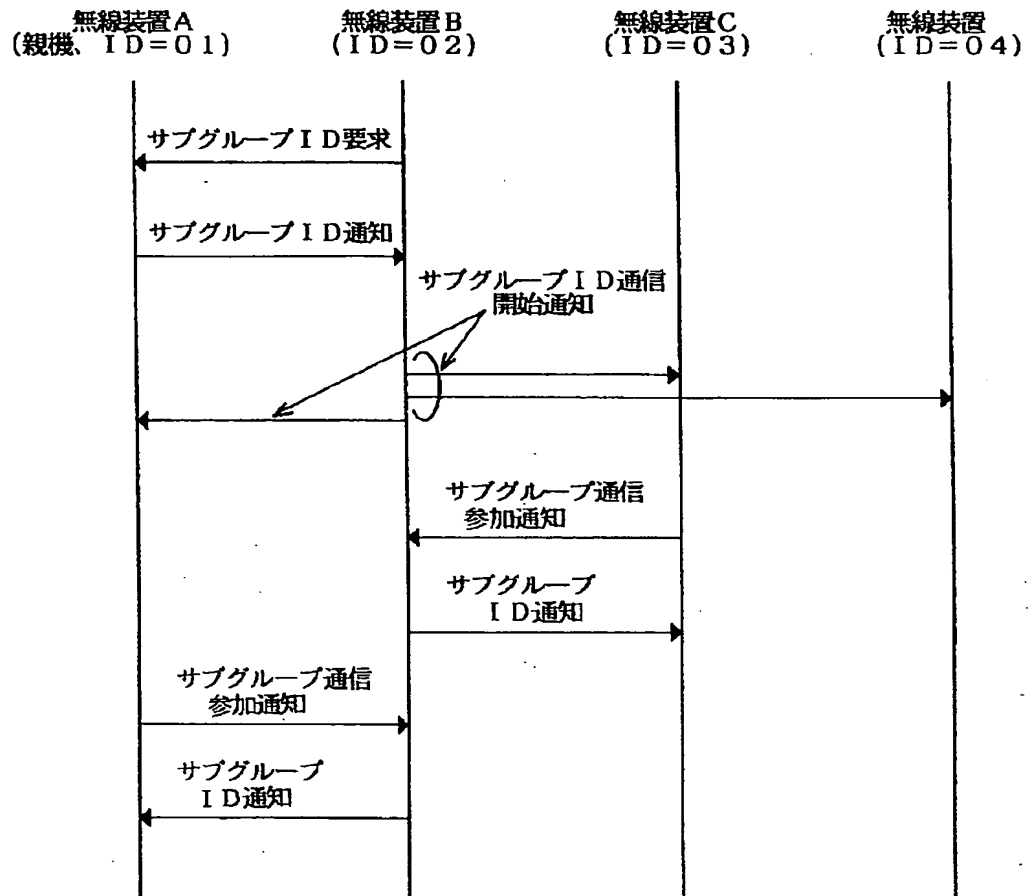 無線装置A
(親機、ID=01)
無線装置B
(ID=02)
無線装置C
(ID=03)
無線装置
(ID=04)
サブグループID要求
サブグループID通知
サブグループID通信
開始通知
サブグループ通信
参加通知
サブグループ
ID通知
サブグループ通信
参加通知
サブグループ
ID通知